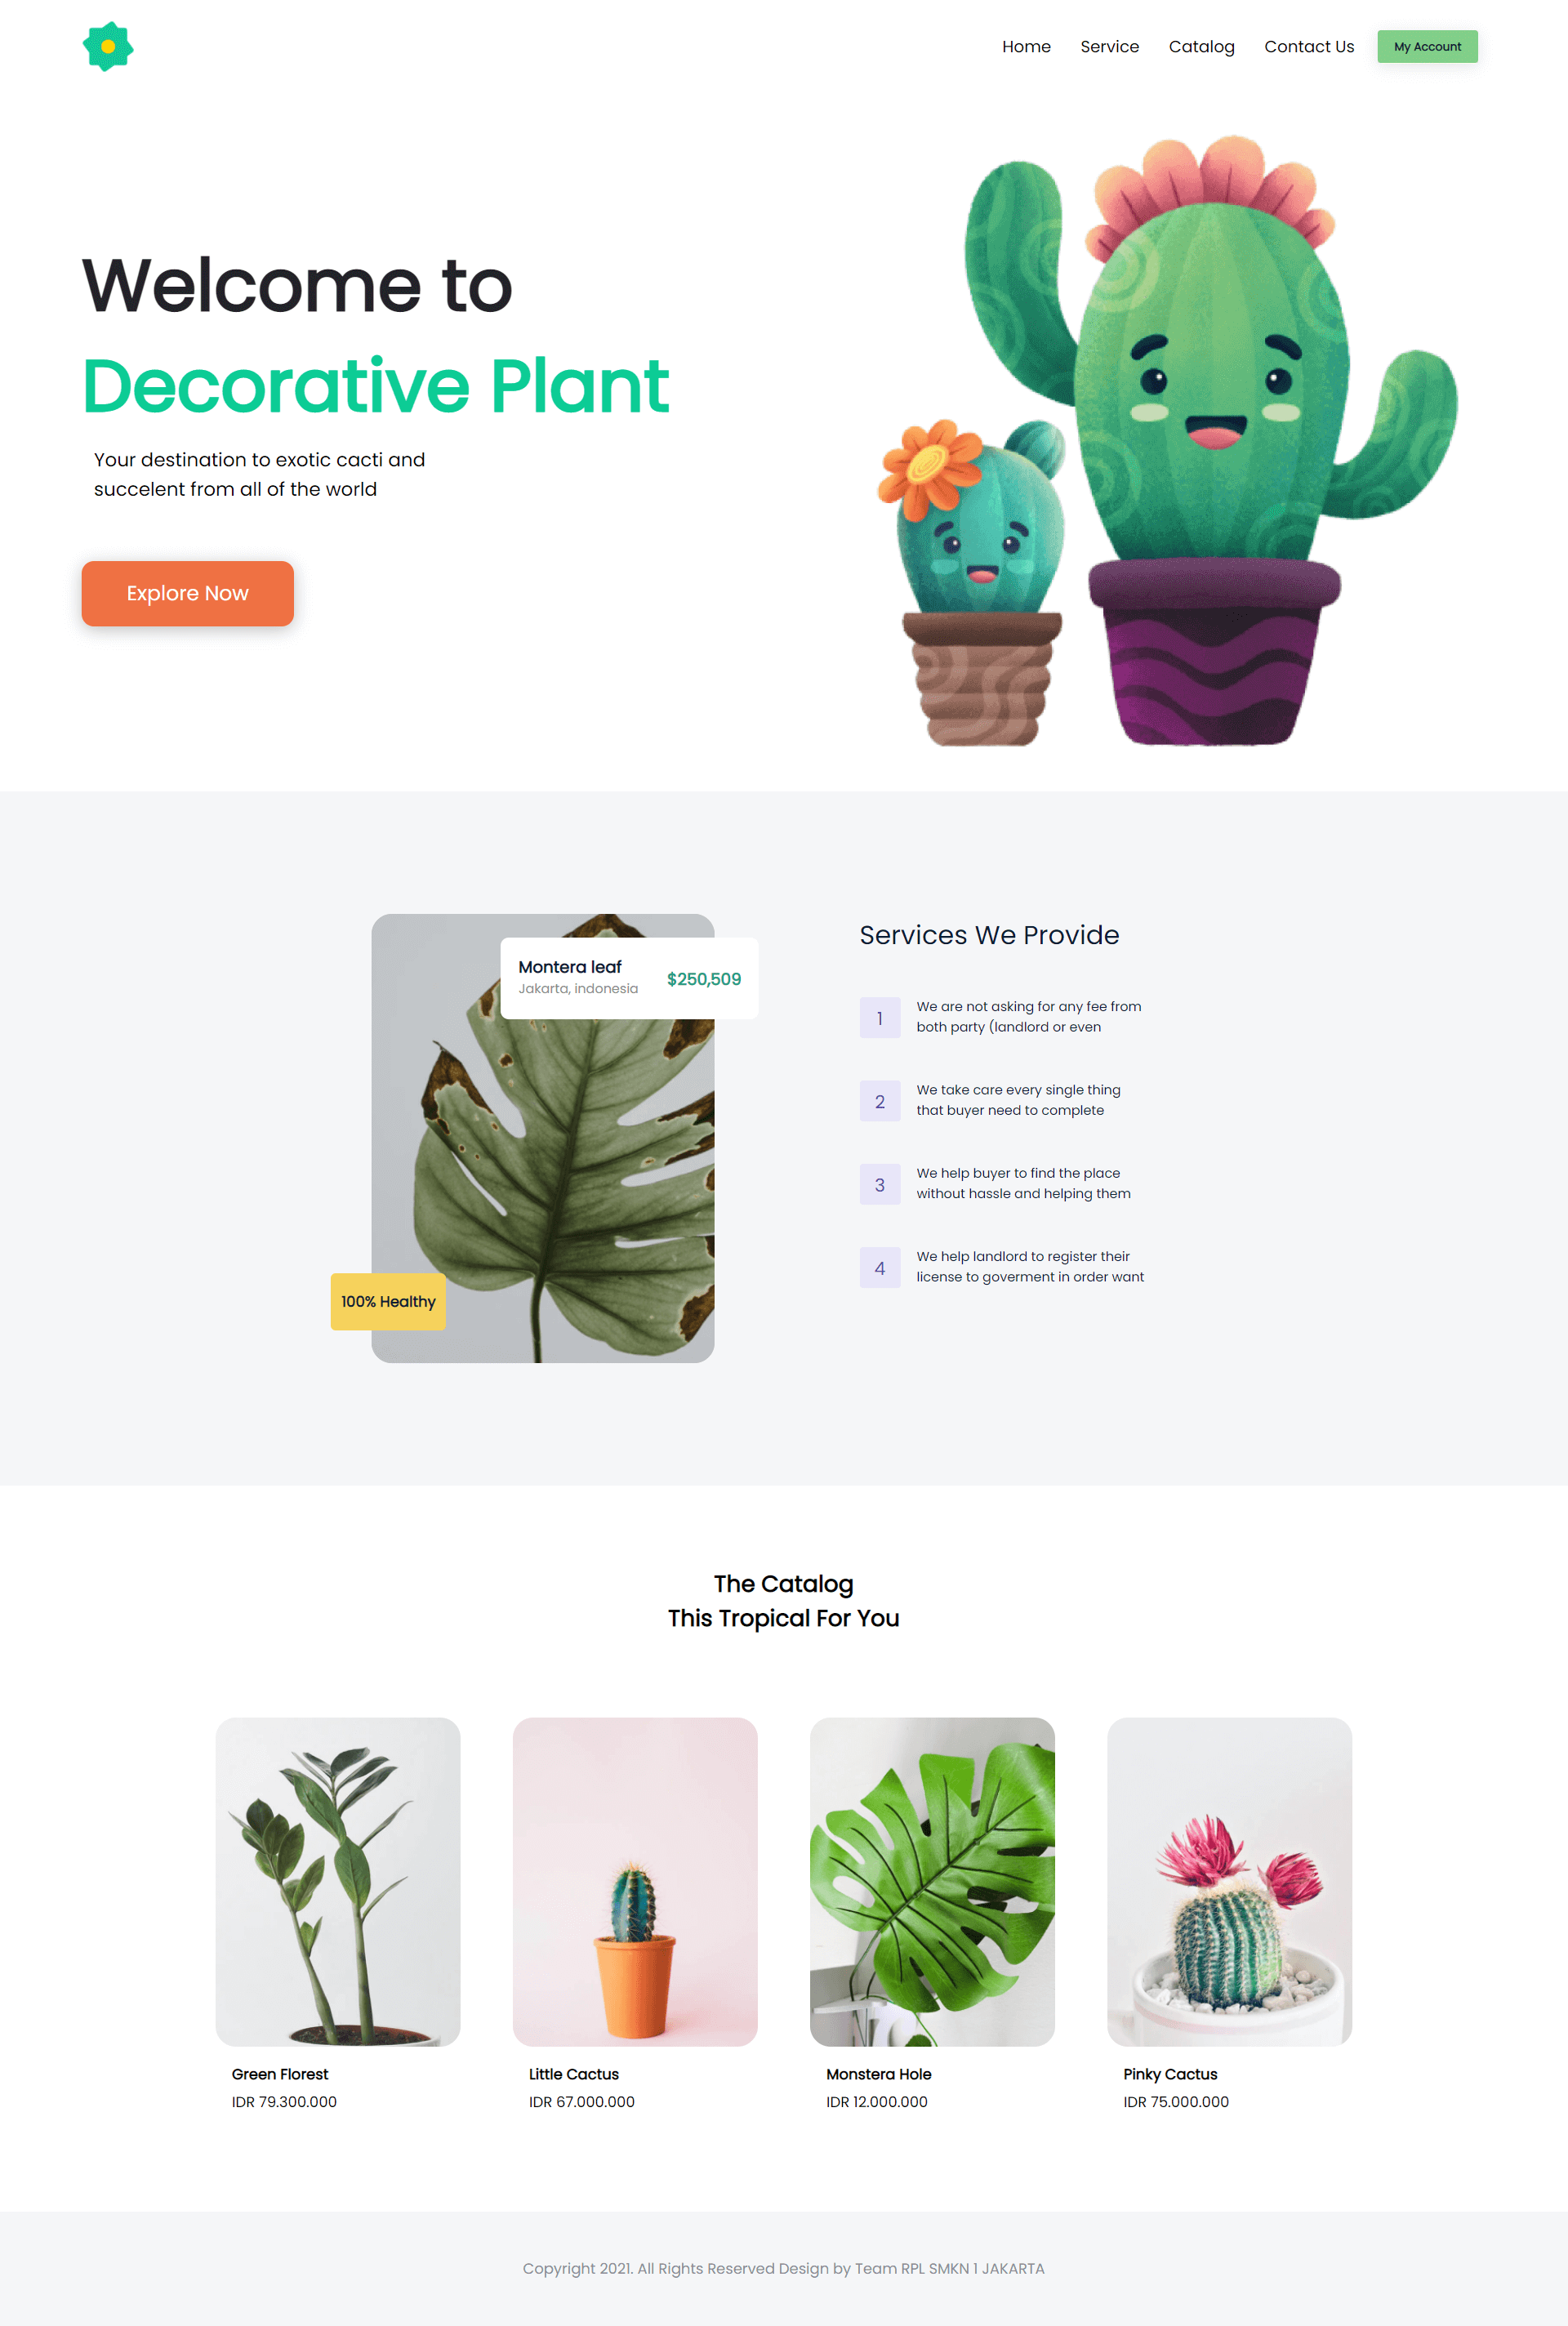 Home Service Catalog Contact Us My Account
Welcome to
Decorative Plant
Your destination to exotic cacti and
succelent from all of the world
Explore Now
Montera leaf
Jakarta, indonesia
$250,509
100% Healthy
Services We Provide
1
We are not asking for any fee from
both party (landlord or even
2
We take care every single thing
that buyer need to complete
3
We help buyer to find the place
without hassle and helping them
4
We help landlord to register their
license to goverment in order want
The Catalog
This Tropical For You
Green Florest
IDR 79.300.000
Little Cactus
IDR 67.000.000
Monstera Hole
IDR 12.000.000
Pinky Cactus
IDR 75.000.000
Copyright 2021. All Rights Reserved Design by Team RPL SMKN 1 JAKARTA